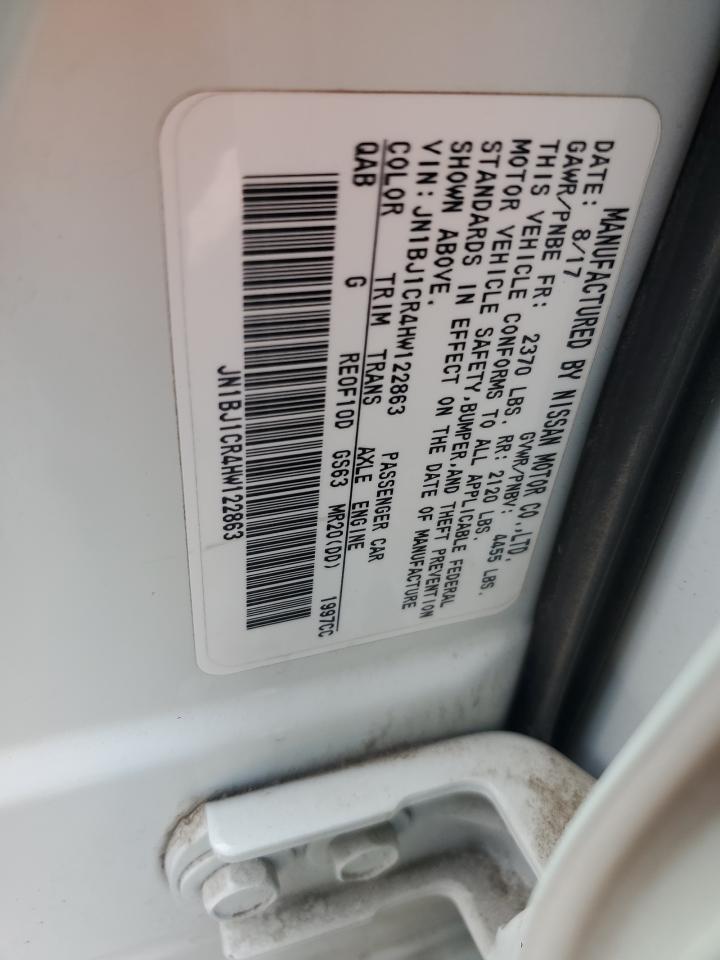 MANUFACTURED BY NISSAN MOTOR CO.,LTD.
DATE: 8/17 GVWR/PNBV: 4455 LBS.
GAWR/PNBE FR: 2370 LBS. RR: 2120 LBS.
THIS VEHICLE CONFORMS TO ALL APPLICABLE FEDERAL
MOTOR VEHICLE SAFETY,BUMPER,AND THEFT PREVENTION
STANDARDS IN EFFECT ON THE DATE OF MANUFACTURE
SHOWN ABOVE.
VIN: JN1BJ1CR4HW122863 PASSENGER CAR
COLOR TRIM TRANS AXLE ENGINE
QAB G RE0F10D GS63 MR20(DD) 1997CC
JN1BJ1CR4HW122863